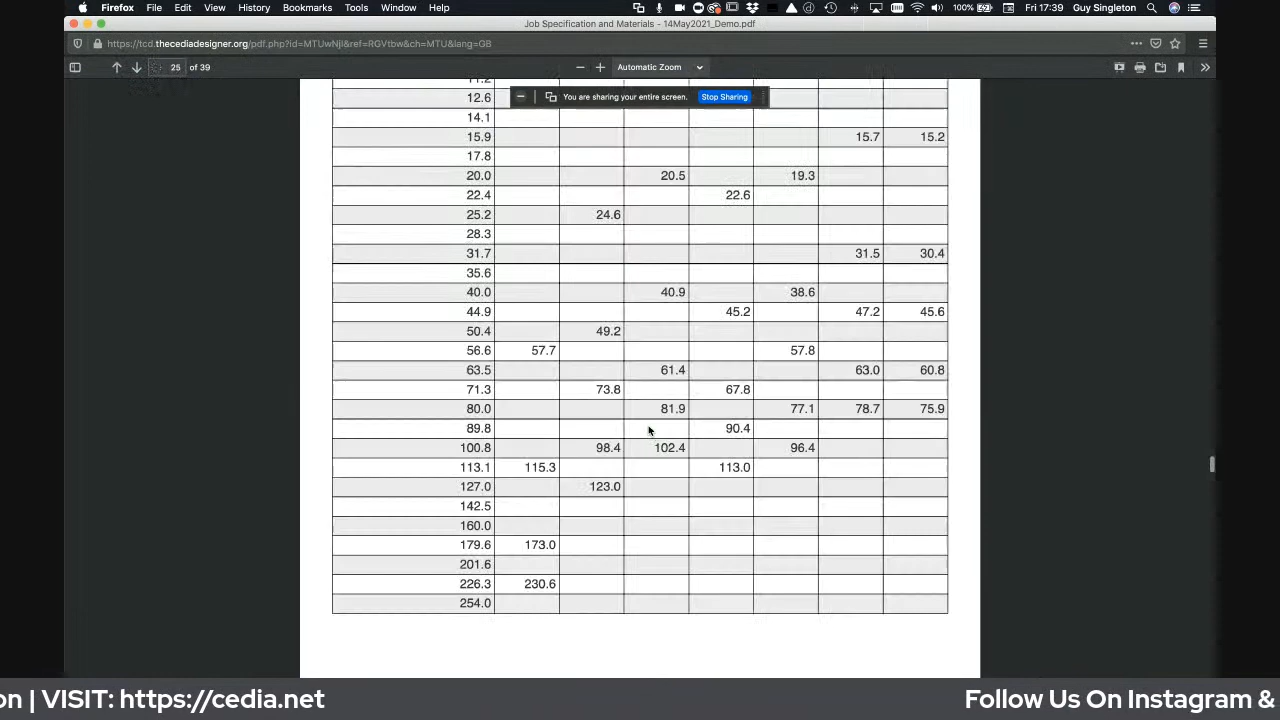 Firefox File Edit View History Bookmarks Tools Window Help 100% Fri 17:39 Guy Singleton
Job Specification and Materials - 14May2021_Demo.pdf
https://tcd.thecediadesigner.org/pdf.php?id=MTUwNjI&ref=RGVtbw&ch=MTU&lang=GB
25 of 39 Automatic Zoom
11.2
12.6
You are sharing your entire screen. Stop Sharing
14.1
15.9 15.7 15.2
17.8
20.0 20.5 19.3
22.4 22.6
25.2 24.6
28.3
31.7 31.5 30.4
35.6
40.0 40.9 38.6
44.9 45.2 47.2 45.6
50.4 49.2
56.6 57.7 57.8
63.5 61.4 63.0 60.8
71.3 73.8 67.8
80.0 81.9 77.1 78.7 75.9
89.8 90.4
100.8 98.4 102.4 96.4
113.1 115.3 113.0
127.0 123.0
142.5
160.0
179.6 173.0
201.6
226.3 230.6
254.0
on | VISIT: https://cedia.net Follow Us On Instagram &